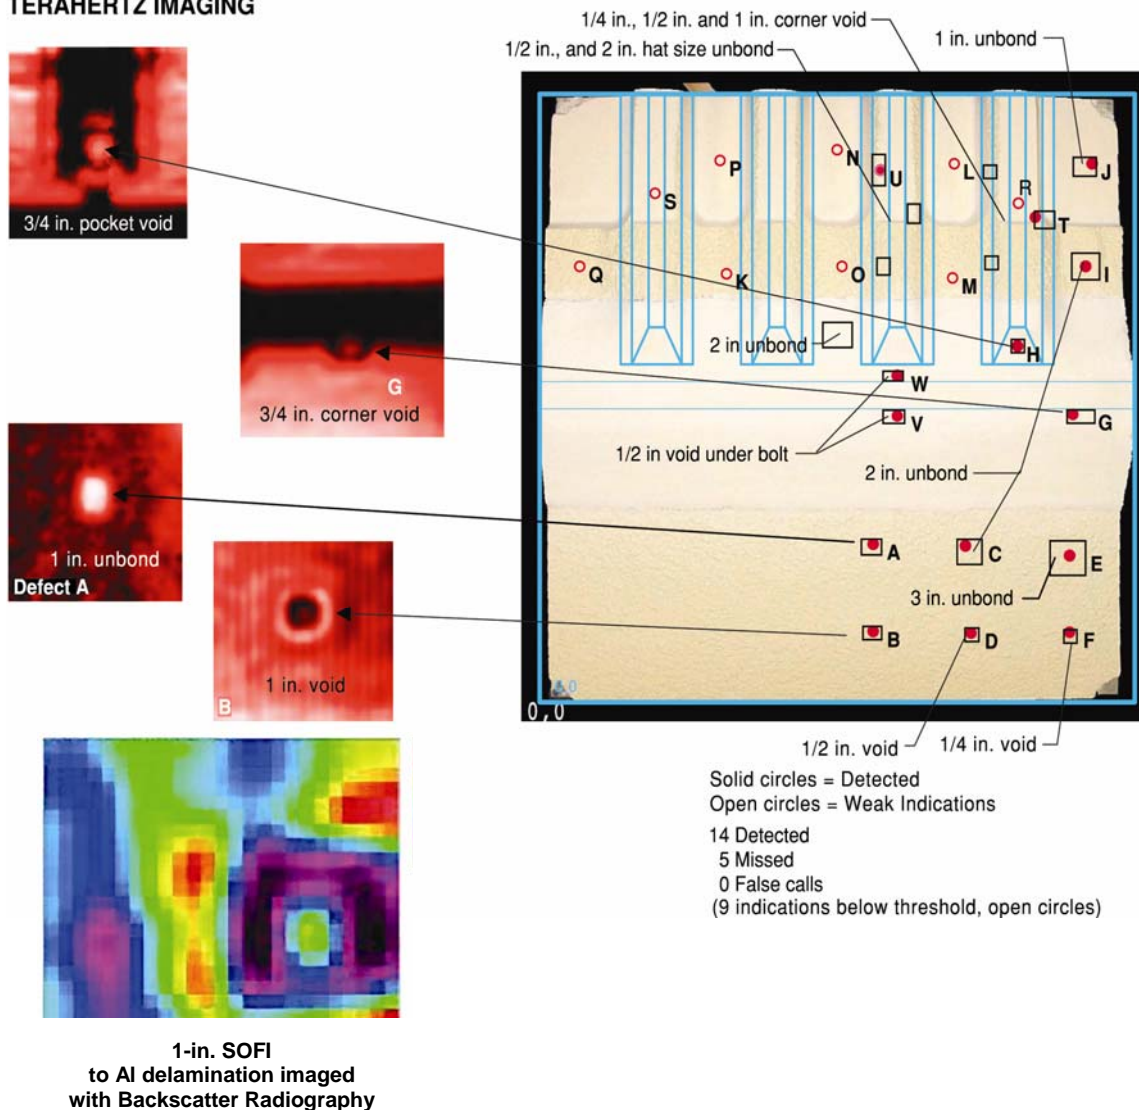 TERAHERTZ IMAGING
3/4 in. pocket void
G
3/4 in. corner void
1 in. unbond
Defect A
1 in. void
B
1-in. SOFI
to Al delamination imaged
with Backscatter Radiography
1/4 in., 1/2 in. and 1 in. corner void
1/2 in., and 2 in. hat size unbond
1 in. unbond
N
P
U
L
J
S
R
T
Q
K
O
M
I
2 in unbond
H
W
V
G
1/2 in void under bolt
2 in. unbond
A
C
E
3 in. unbond
B
D
F
0,0
1/2 in. void
1/4 in. void
Solid circles = Detected
Open circles = Weak Indications
14 Detected
5 Missed
0 False calls
(9 indications below threshold, open circles)